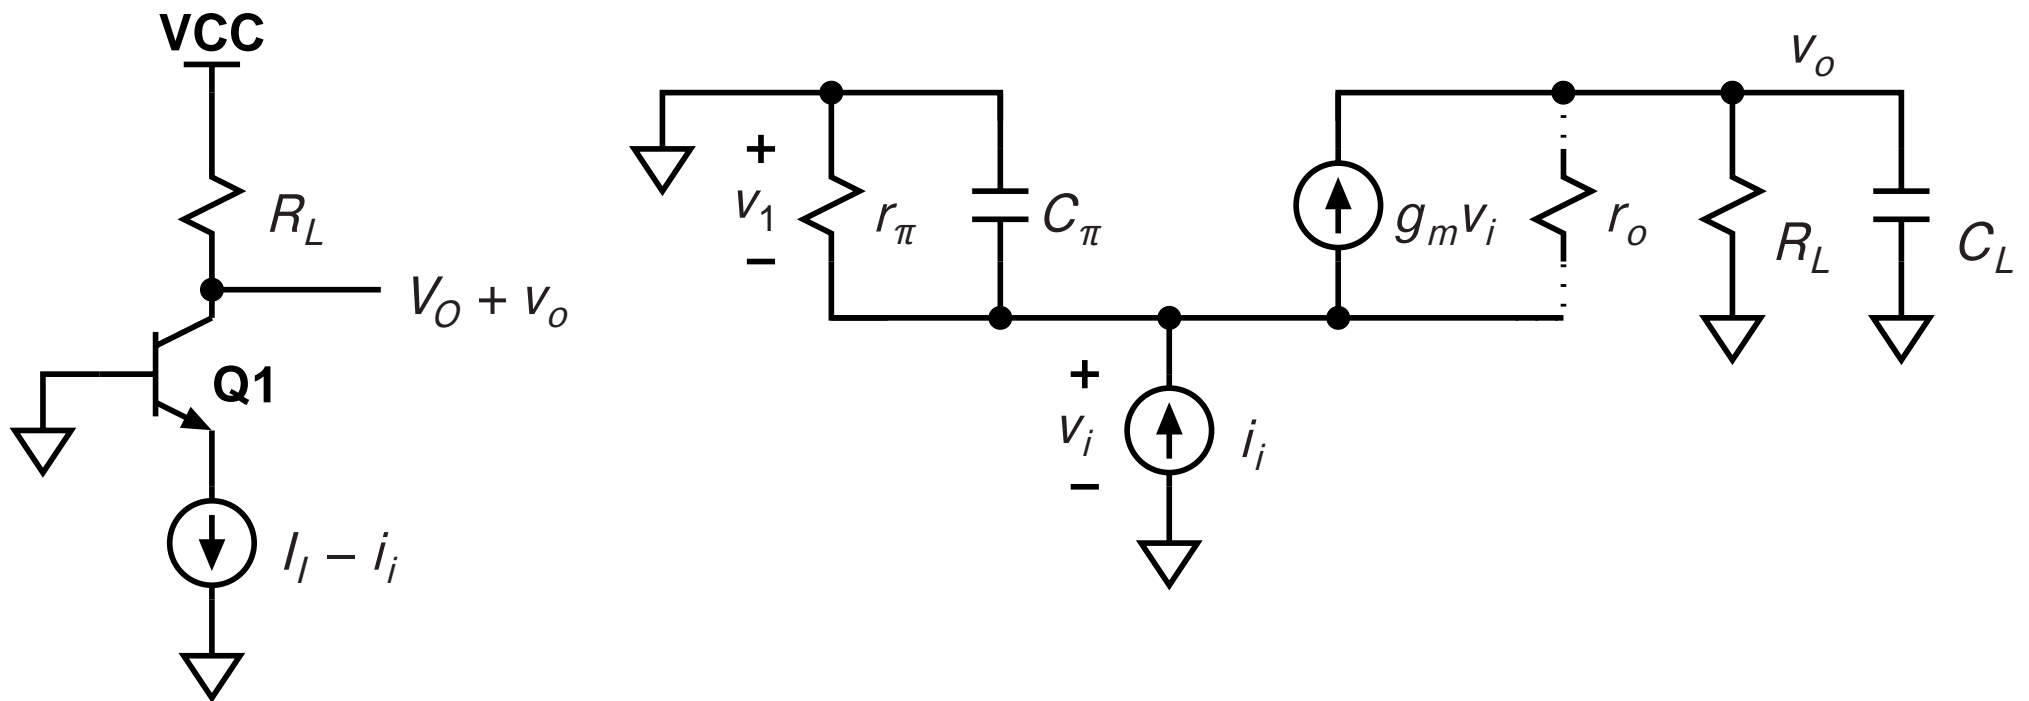 VCC
R_L
V_O + v_o
Q1
I_I − i_i
+
v_1
−
r_π
C_π
+
v_i
−
i_i
g_m v_i
r_o
v_o
R_L
C_L